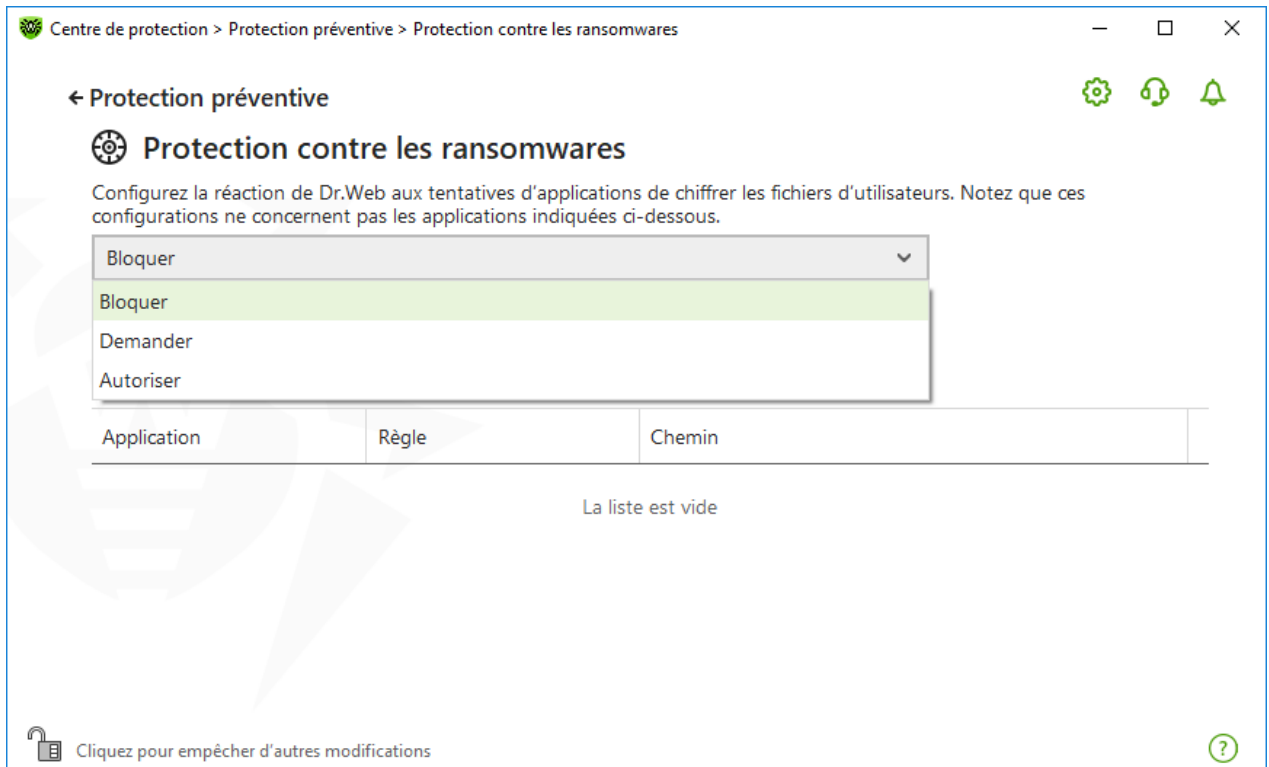 Centre de protection > Protection préventive > Protection contre les ransomwares
Protection préventive
Protection contre les ransomwares
Configurez la réaction de Dr.Web aux tentatives d'applications de chiffrer les fichiers d'utilisateurs. Notez que ces
configurations ne concernent pas les applications indiquées ci-dessous.
Bloquer
Bloquer
Demander
Autoriser
Application Règle Chemin
La liste est vide
Cliquez pour empêcher d'autres modifications ?